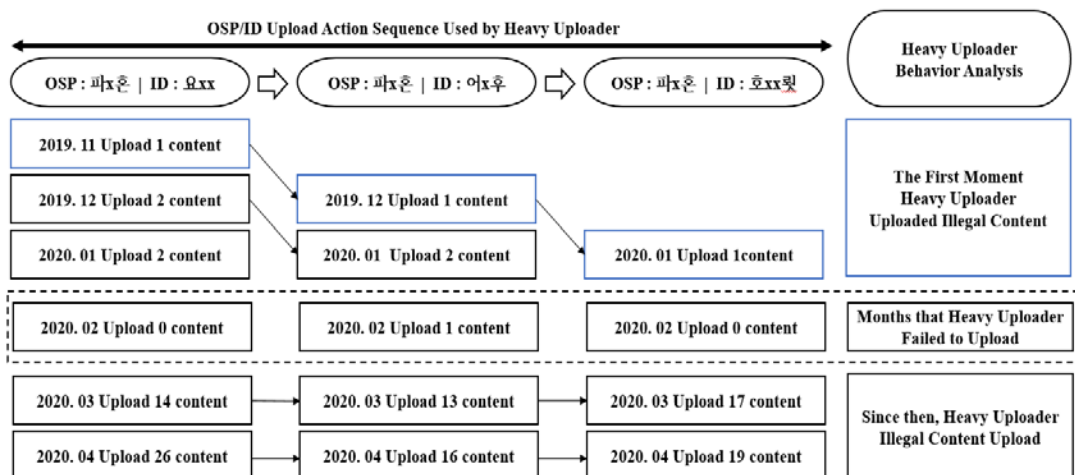 OSP/ID Upload Action Sequence Used by Heavy Uploader
Heavy Uploader
Behavior Analysis
OSP : 파x혼 | ID : 요xx
OSP : 파x혼 | ID : 어x후
OSP : 파x혼 | ID : 호xx륏
2019. 11 Upload 1 content
2019. 12 Upload 2 content
2019. 12 Upload 1 content
2020. 01 Upload 2 content
2020. 01 Upload 2 content
2020. 01 Upload 1content
The First Moment
Heavy Uploader
Uploaded Illegal Content
2020. 02 Upload 0 content
2020. 02 Upload 1 content
2020. 02 Upload 0 content
Months that Heavy Uploader
Failed to Upload
2020. 03 Upload 14 content
2020. 03 Upload 13 content
2020. 03 Upload 17 content
2020. 04 Upload 26 content
2020. 04 Upload 16 content
2020. 04 Upload 19 content
Since then, Heavy Uploader
Illegal Content Upload